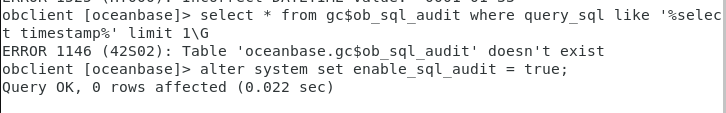 obclient [oceanbase]> select * from gc$ob_sql_audit where query_sql like '%selec
t timestamp%' limit 1\G
ERROR 1146 (42S02): Table 'oceanbase.gc$ob_sql_audit' doesn't exist
obclient [oceanbase]> alter system set enable_sql_audit = true;
Query OK, 0 rows affected (0.022 sec)